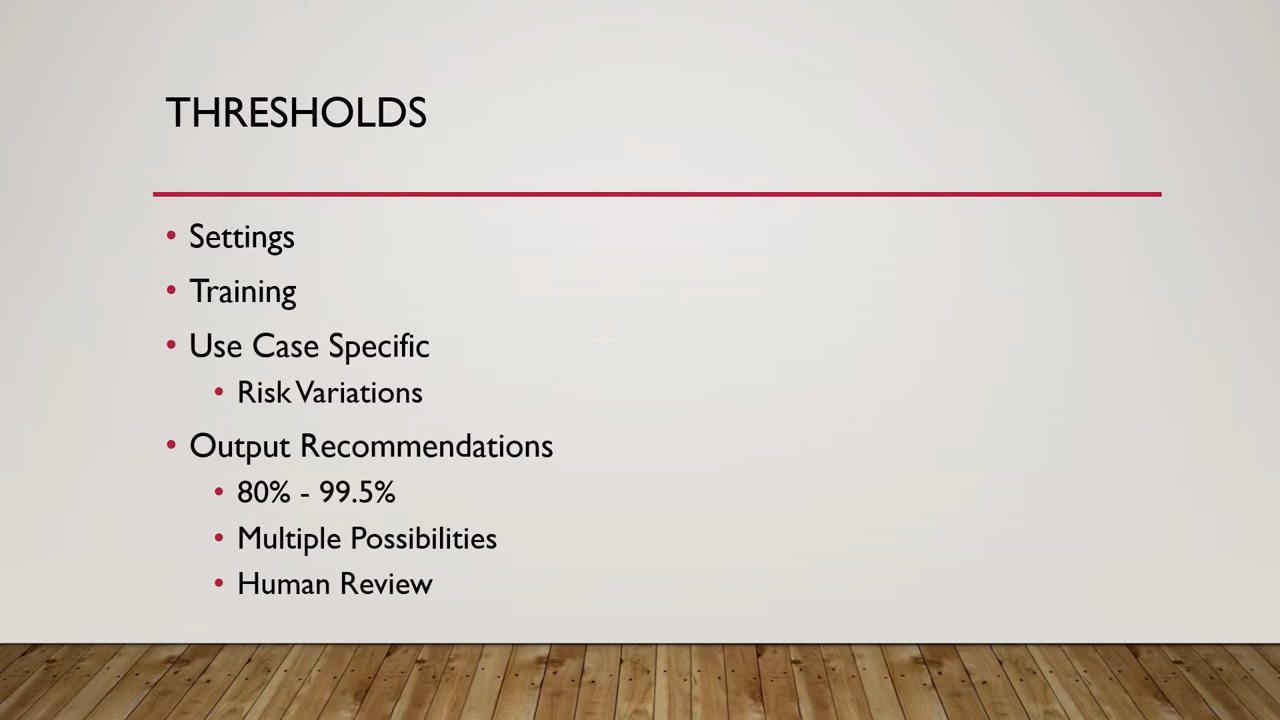 THRESHOLDS
• Settings
• Training
• Use Case Specific
• Risk Variations
• Output Recommendations
• 80% - 99.5%
• Multiple Possibilities
• Human Review